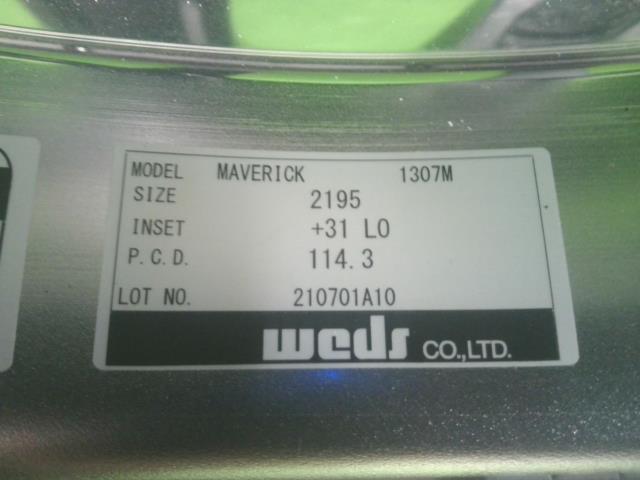 MODEL MAVERICK 1307M
SIZE 2195
INSET +31 LO
P.C.D. 114.3
LOT NO. 210701A10
weds CO.,LTD.